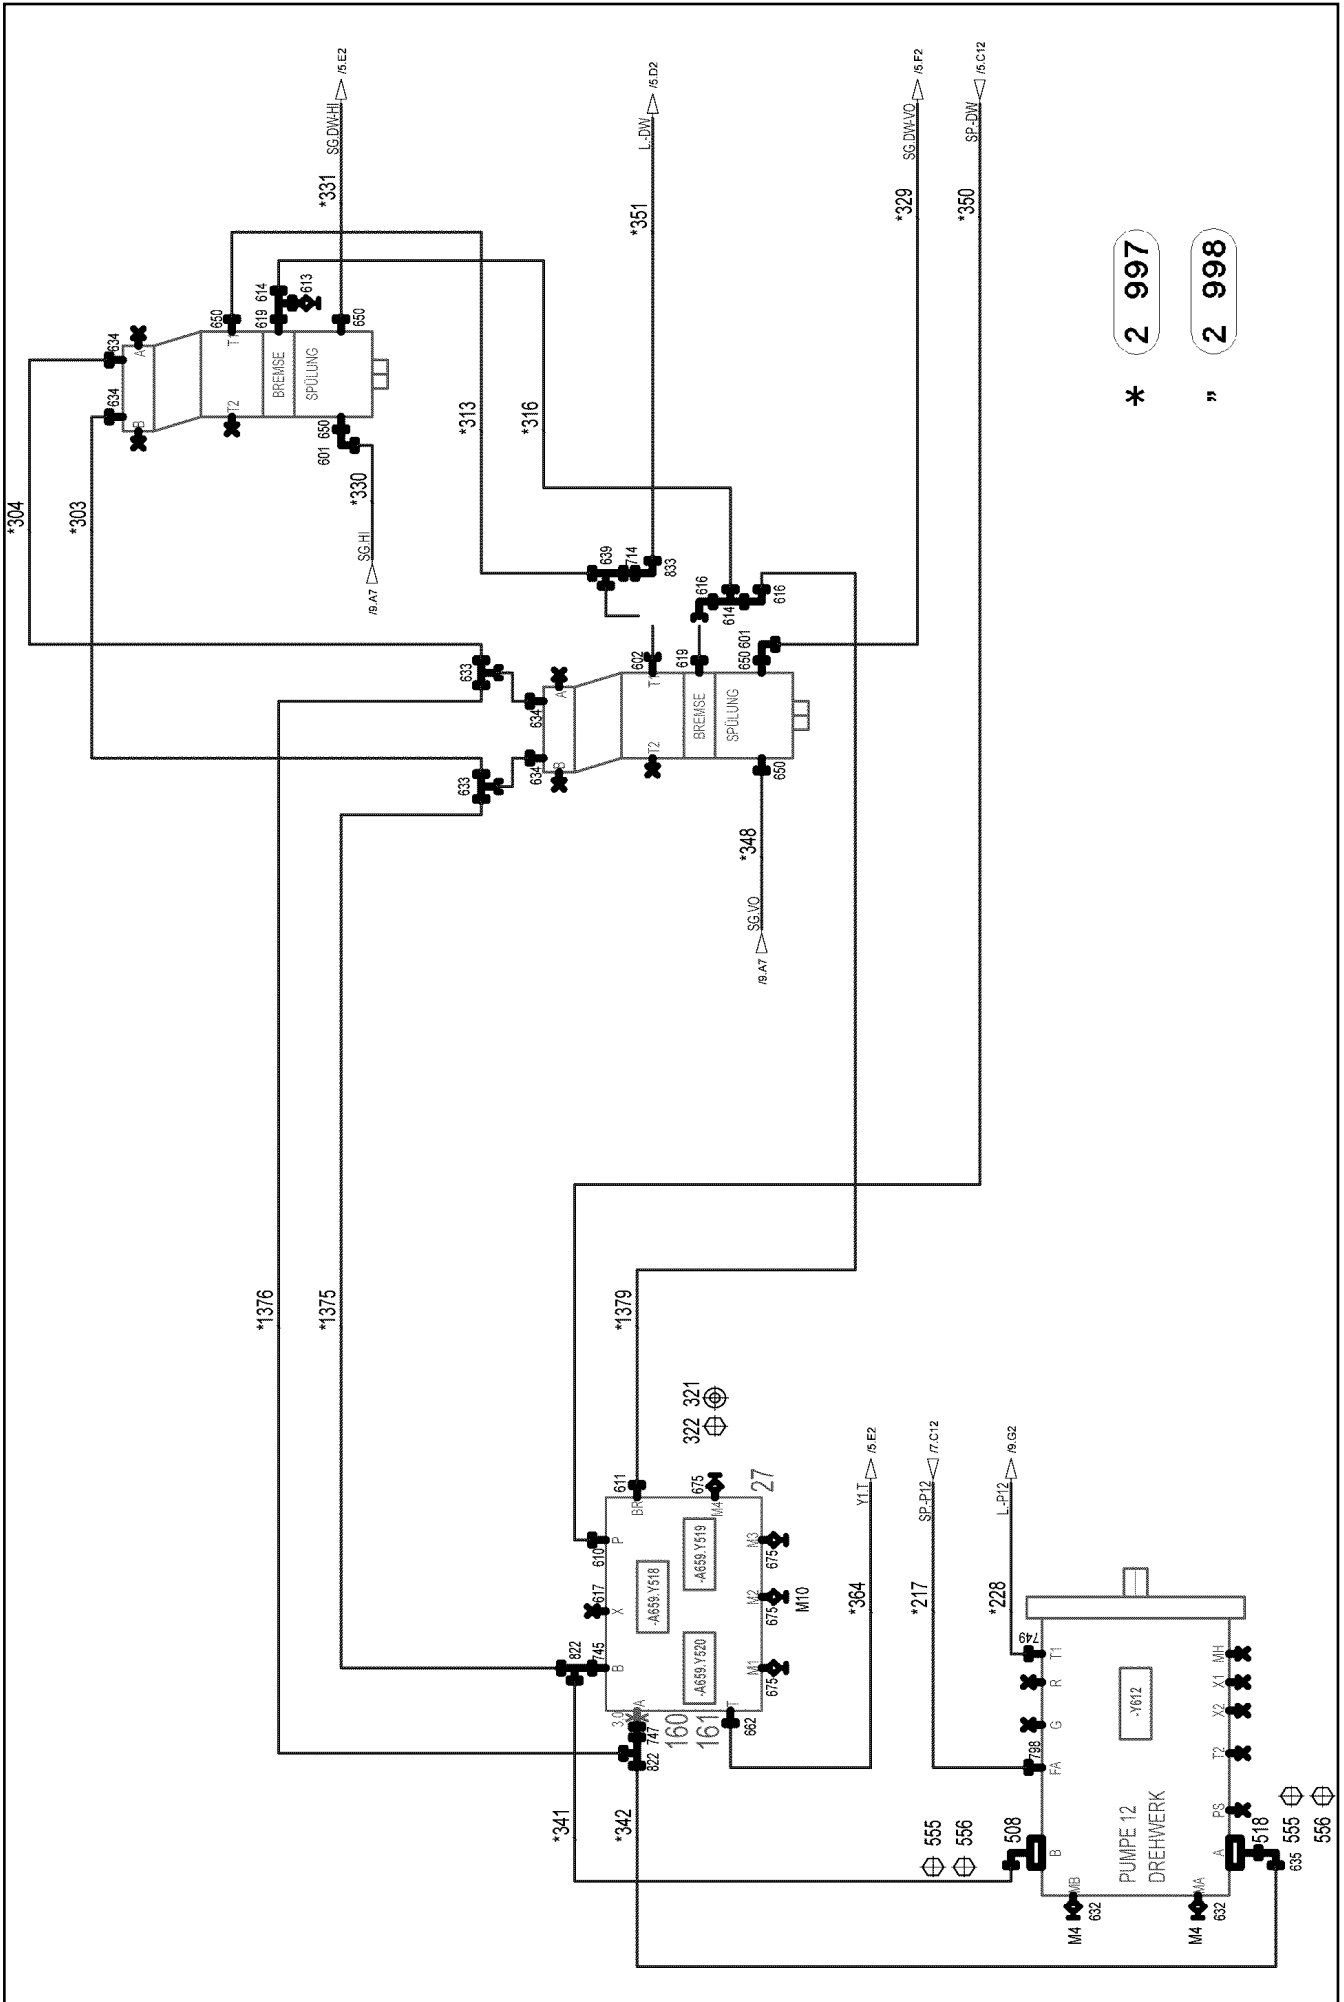 *304
*303
634
634
A
B
650
T1
T2
619
614
613
BREMSE
SPÜLUNG
650
650
601
*330
SG.HI
/9.A7
*331
SG.DW-HI
/5.E2
*313
*316
*351
L.-DW
/5.D2
639
714
833
633
633
634
634
A
B
602
T1
T2
619
616
614
616
BREMSE
SPÜLUNG
650
601
650
*348
SG.VO
/9.A7
*329
SG.DW-VO
/5.F2
*350
SP.-DW
/5.C12
* 2 997
" 2 998
*1376
*1375
*1379
322
321
611
BR
675
M4
27
610
P
617
X
822
745
B
-A659.Y518
-A659.Y519
-A659.Y520
M3
675
M2
675
M10
M1
675
3.0
A
747
822
160
161
T
662
*364
Y1.T
/5.E2
*217
SP.-P12
/7.C12
*228
L.-P12
/9.G2
*341
*342
749
T1
R
G
798
FA
-Y612
MH
X1
X2
T2
PS
PUMPE 12
DREHWERK
555
556
508
B
MB
M4
632
MA
M4
632
A
518
635
555
556